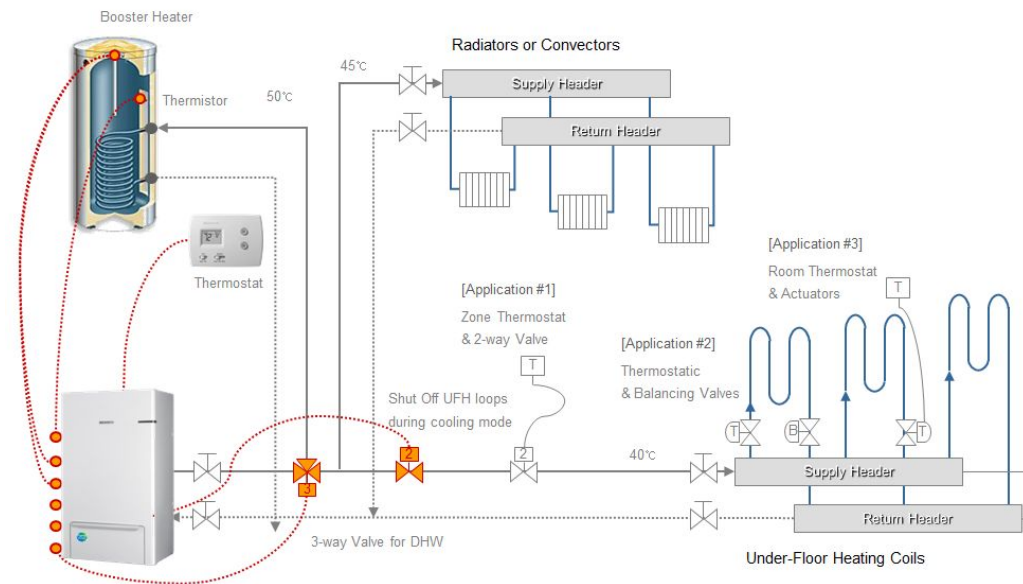 Booster Heater
Radiators or Convectors
45℃
Supply Header
50℃
Thermistor
Return Header
Thermostat
[Application #1]
Zone Thermostat
& 2-way Valve
T
[Application #3]
Room Thermostat
& Actuators
T
[Application #2]
Thermostatic
& Balancing Valves
Shut Off UFH loops
during cooling mode
T
B
T
2
2
40℃
3
Supply Header
Return Header
3-way Valve for DHW
Under-Floor Heating Coils